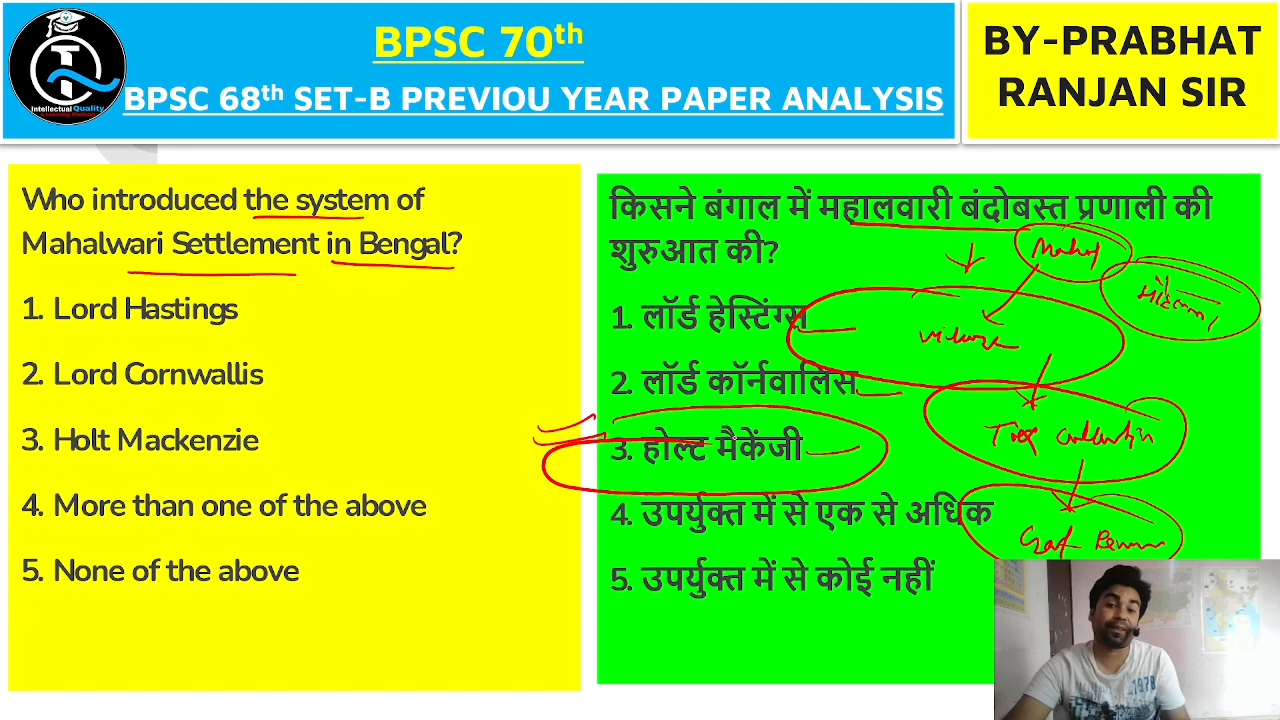 BPSC 70th
BPSC 68th SET-B PREVIOU YEAR PAPER ANALYSIS
BY-PRABHAT
RANJAN SIR
Intellectual Quality
Who introduced the system of
Mahalwari Settlement in Bengal?
1. Lord Hastings
2. Lord Cornwallis
3. Holt Mackenzie
4. More than one of the above
5. None of the above
किसने बंगाल में महालवारी बंदोबस्त प्रणाली की
शुरुआत की?
1. लॉर्ड हेस्टिंग्स
2. लॉर्ड कॉर्नवालिस
3. होल्ट मैकेंजी
4. उपर्युक्त में से एक से अधिक
5. उपर्युक्त में से कोई नहीं
Mahal
village
Tax collection
1978